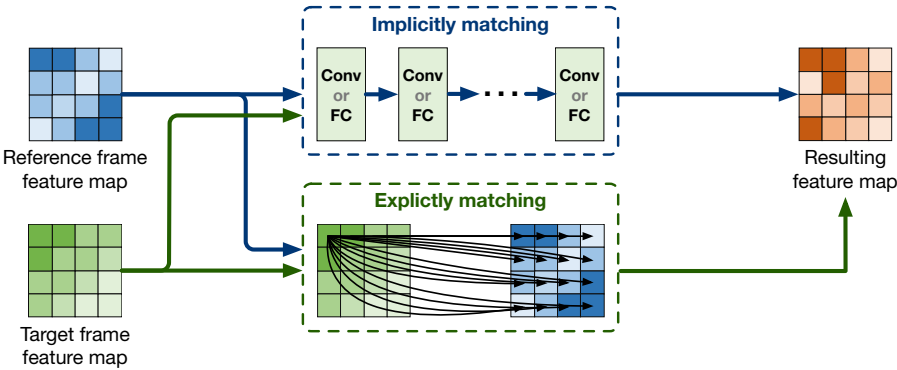 Implicitly matching
Conv
or
FC
Conv
or
FC
Conv
or
FC
Reference frame
feature map
Resulting
feature map
Explictly matching
Target frame
feature map